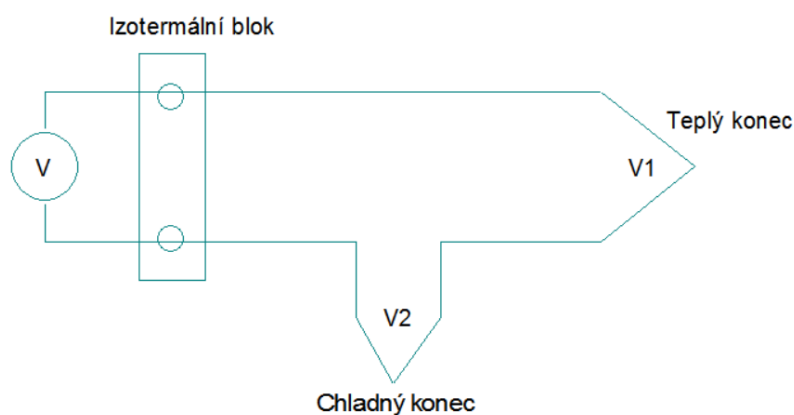 Izotermální blok
Teplý konec
V
V1
V2
Chladný konec